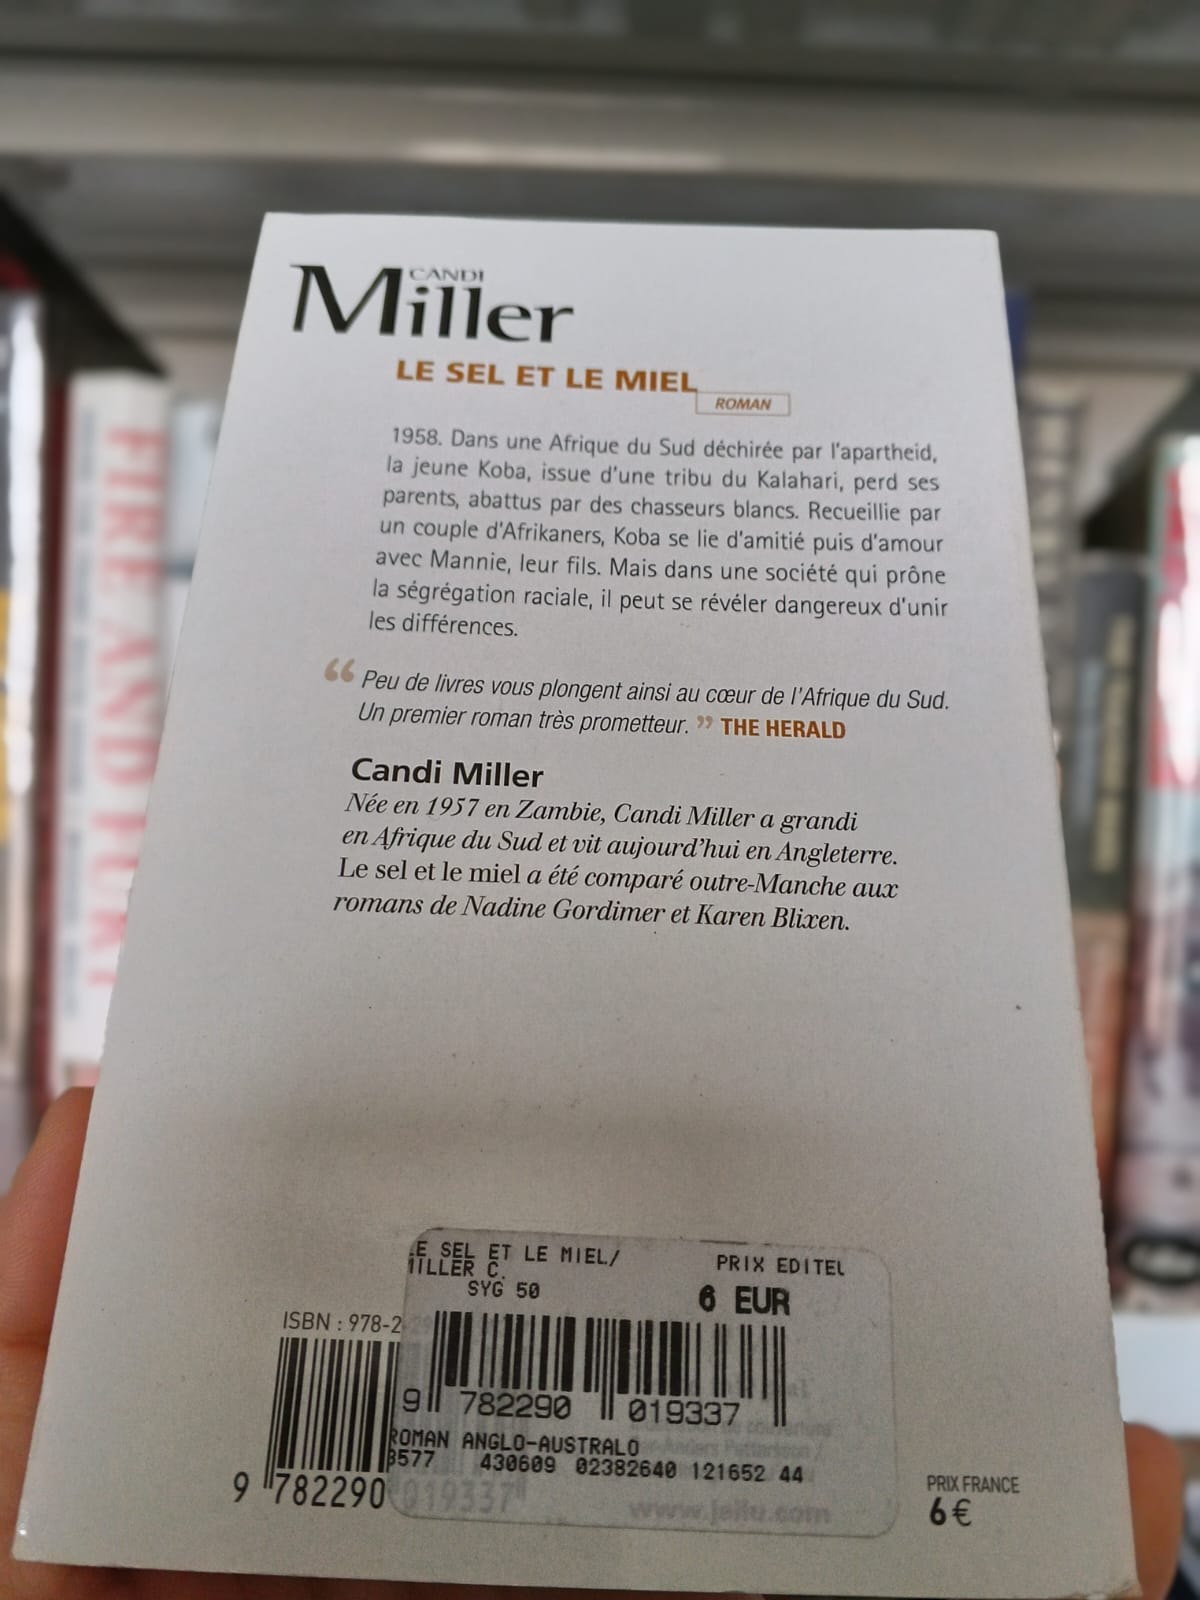 CANDI
Miller
LE SEL ET LE MIEL
ROMAN
1958. Dans une Afrique du Sud déchirée par l'apartheid,
la jeune Koba, issue d'une tribu du Kalahari, perd ses
parents, abattus par des chasseurs blancs. Recueillie par
un couple d'Afrikaners, Koba se lie d'amitié puis d'amour
avec Mannie, leur fils. Mais dans une société qui prône
la ségrégation raciale, il peut se révéler dangereux d'unir
les différences.
“ Peu de livres vous plongent ainsi au cœur de l'Afrique du Sud.
Un premier roman très prometteur. ” THE HERALD
Candi Miller
Née en 1957 en Zambie, Candi Miller a grandi
en Afrique du Sud et vit aujourd'hui en Angleterre.
Le sel et le miel a été comparé outre-Manche aux
romans de Nadine Gordimer et Karen Blixen.
LE SEL ET LE MIEL/ PRIX EDITEU
MILLER C.
SYG 50
6 EUR
ISBN : 978-2
9 782290 019337
ROMAN ANGLO-AUSTRALO
8577 430609 02382640 121652 44
9 782290 019337
www.jailu.com
PRIX FRANCE
6 €
FIRE AND FURY